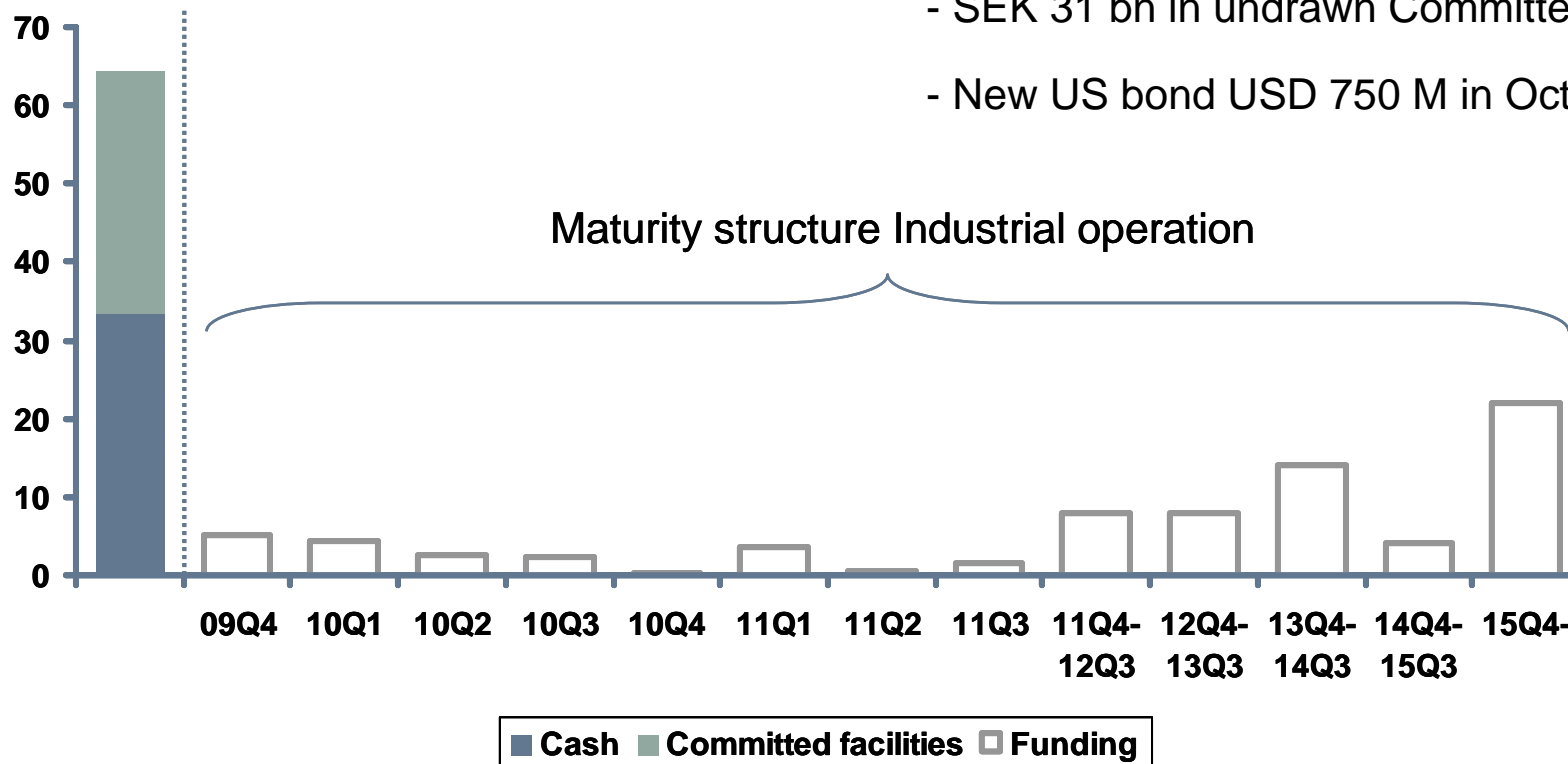 - SEK 31 bn in undrawn Committe
- New US bond USD 750 M in Oct
Maturity structure Industrial operation
70
60
50
40
30
20
10
0
09Q4 10Q1 10Q2 10Q3 10Q4 11Q1 11Q2 11Q3 11Q4- 12Q4- 13Q4- 14Q4- 15Q4-
12Q3 13Q3 14Q3 15Q3
Cash Committed facilities Funding